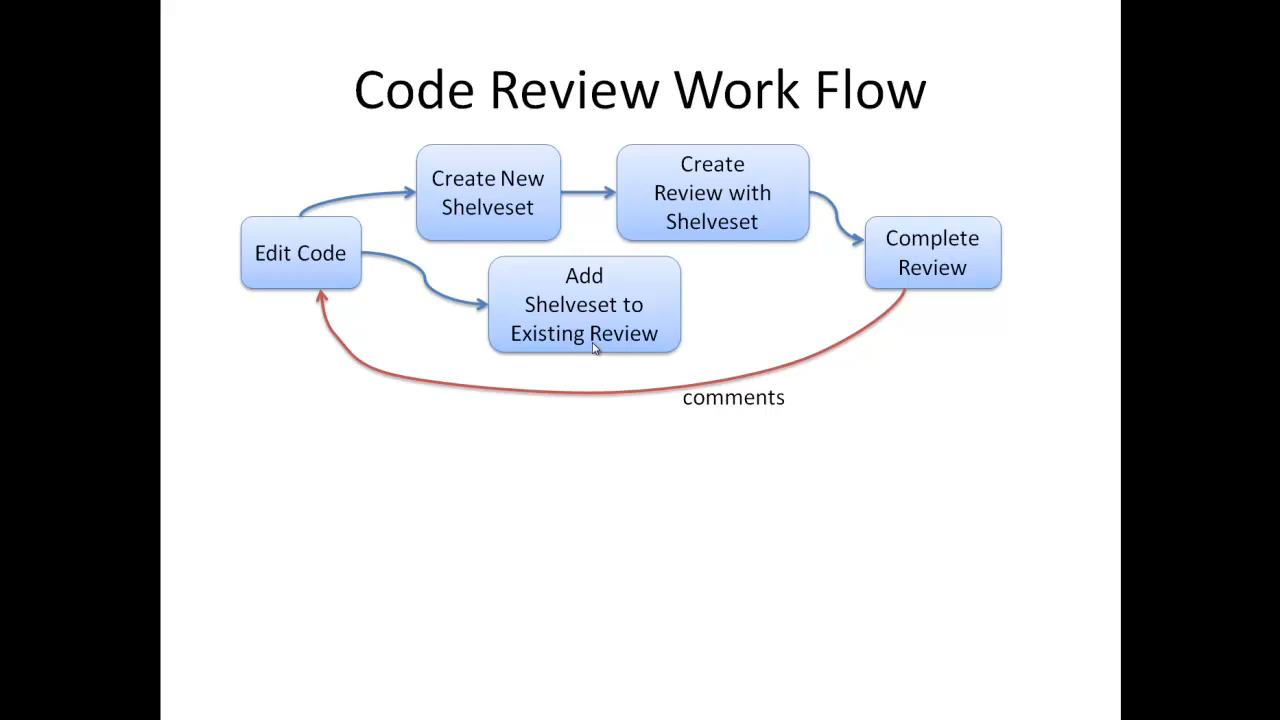 Code Review Work Flow
Create New
Shelveset
Create
Review with
Shelveset
Edit Code
Complete
Review
Add
Shelveset to
Existing Review
comments